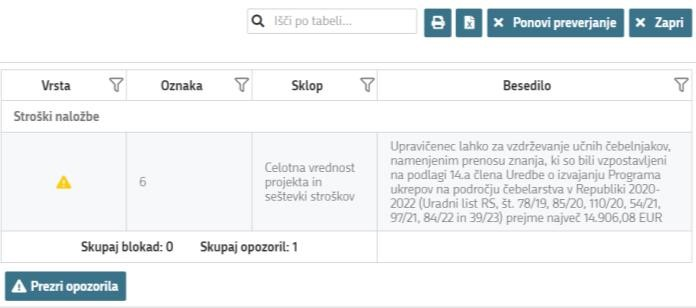 Išči po tabeli...
Ponovi preverjanje
Zapri
Vrsta
Oznaka
Sklop
Besedilo
Stroški naložbe
6
Celotna vrednost
projekta in
seštevki stroškov
Upravičenec lahko za vzdrževanje učnih čebelnjakov,
namenjenim prenosu znanja, ki so bili vzpostavljeni
na podlagi 14.a člena Uredbe o izvajanju Programa
ukrepov na področju čebelarstva v Republiki 2020-
2022 (Uradni list RS, št. 78/19, 85/20, 110/20, 54/21,
97/21, 84/22 in 39/23) prejme največ 14.906,08 EUR
Skupaj blokad: 0 Skupaj opozoril: 1
Prezri opozorila